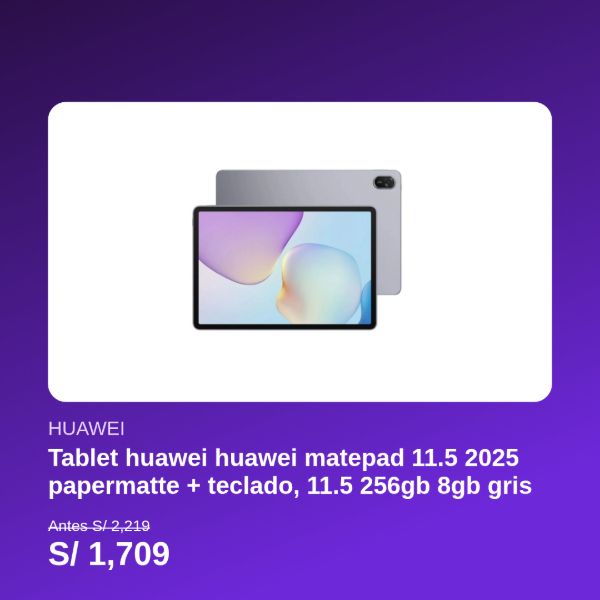 HUAWEI
Tablet huawei huawei matepad 11.5 2025
papermatte + teclado, 11.5 256gb 8gb gris
Antes S/ 2,219
S/ 1,709